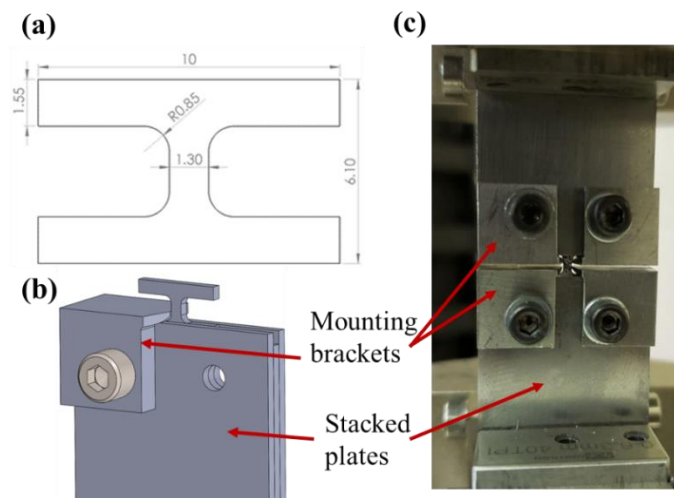 (a)
10
1.55
R0.85
1.30
6.10
(b)
Mounting
brackets
Stacked
plates
(c)